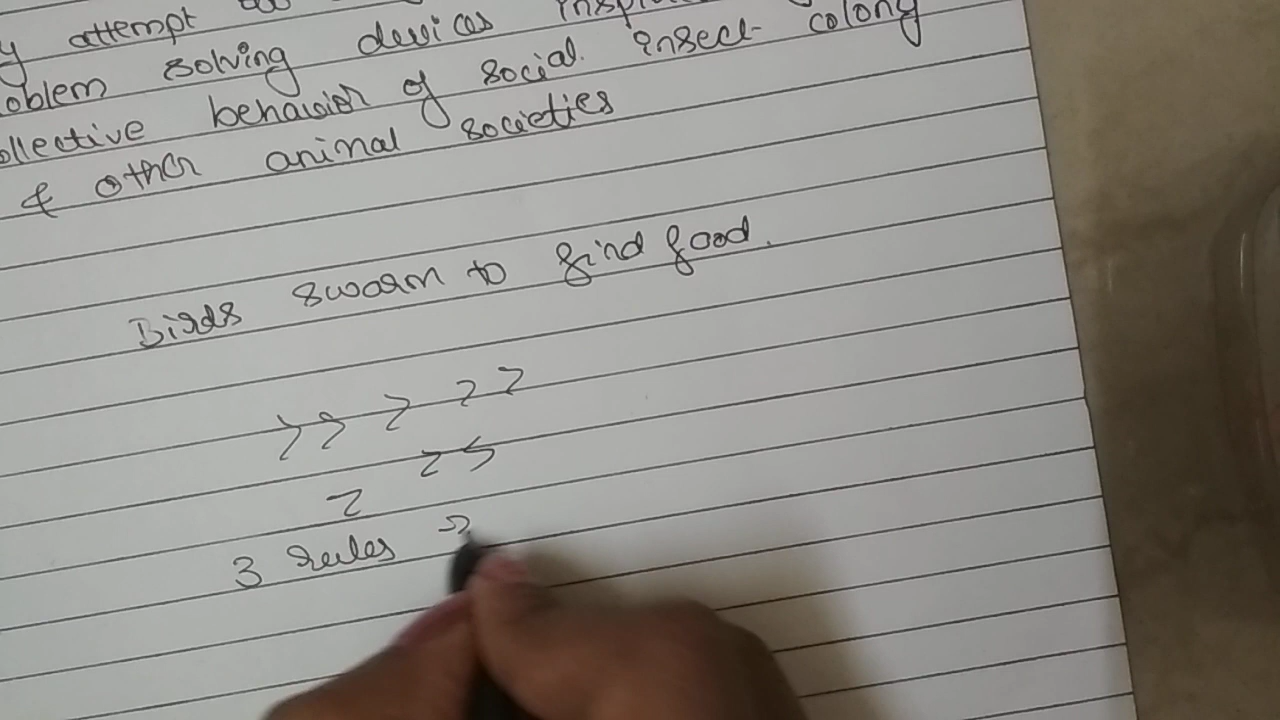 attempt
oblem solving devices
ollective behavior of social insect colony
& other animal societies
Birds swarm to find food.
3 rules →